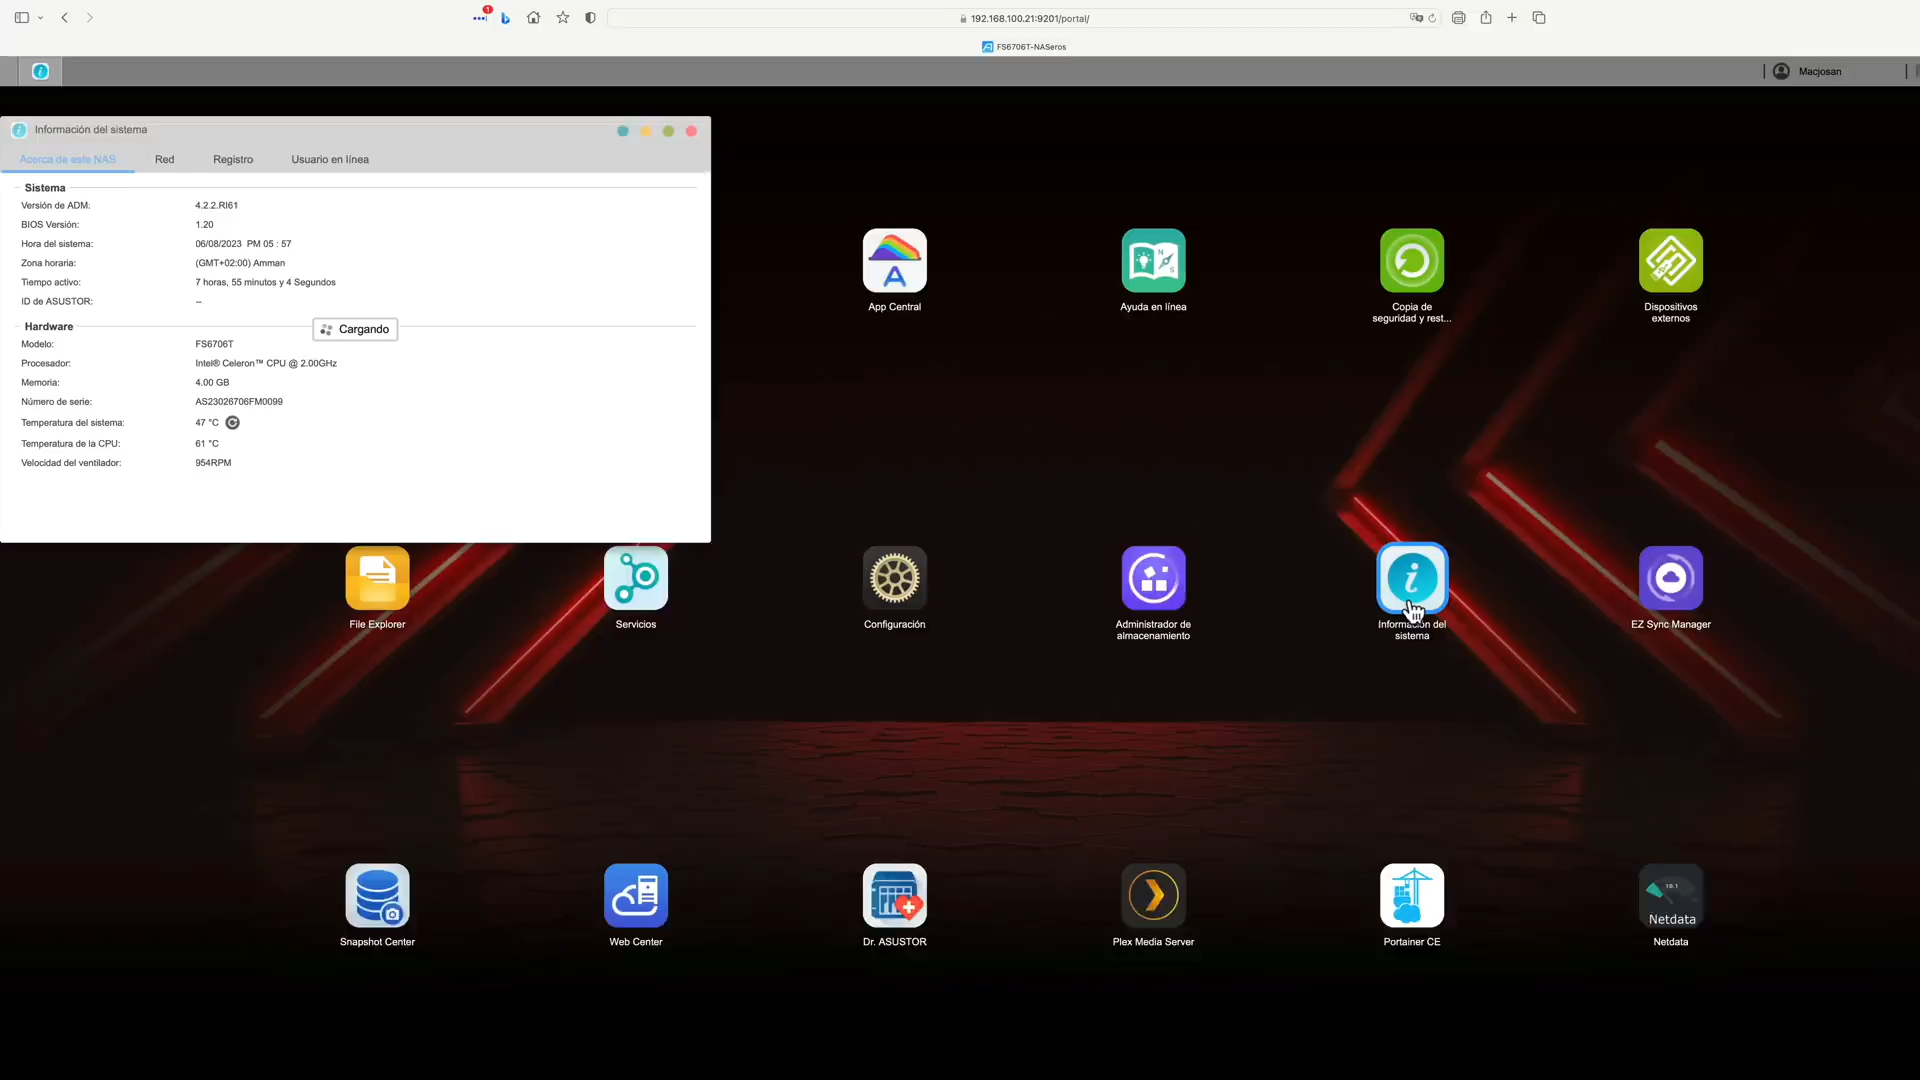 1
192.168.100.21:9201/portal/
FS6706T-NASeros
Macjosan
Información del sistema
Acerca de este NAS
Red
Registro
Usuario en línea
Sistema
Versión de ADM: 4.2.2.RI61
BIOS Versión: 1.20
Hora del sistema: 06/08/2023 PM 05 : 57
Zona horaria: (GMT+02:00) Amman
Tiempo activo: 7 horas, 55 minutos y 4 Segundos
ID de ASUSTOR: --
Hardware
Cargando
Modelo: FS6706T
Procesador: Intel® Celeron™ CPU @ 2.00GHz
Memoria: 4.00 GB
Número de serie: AS23026706FM0099
Temperatura del sistema: 47 °C
Temperatura de la CPU: 61 °C
Velocidad del ventilador: 954RPM
App Central
Ayuda en línea
Copia de
seguridad y rest...
Dispositivos
externos
File Explorer
Servicios
Configuración
Administrador de
almacenamiento
Información del
sistema
EZ Sync Manager
Snapshot Center
Web Center
Dr. ASUSTOR
Plex Media Server
Portainer CE
Netdata
Netdata